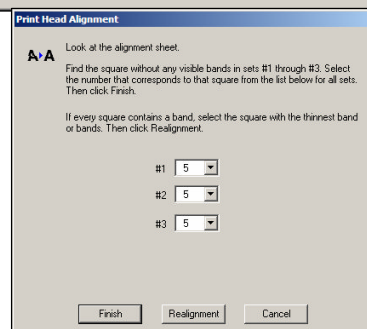 Print Head Alignment
A A
Look at the alignment sheet.
Find the square without any visible bands in sets #1 through #3. Select
the number that corresponds to that square from the list below for all sets.
Then click Finish.
If every square contains a band, select the square with the thinnest band
or bands. Then click Realignment.
#1 5
#2 5
#3 5
Finish Realignment Cancel